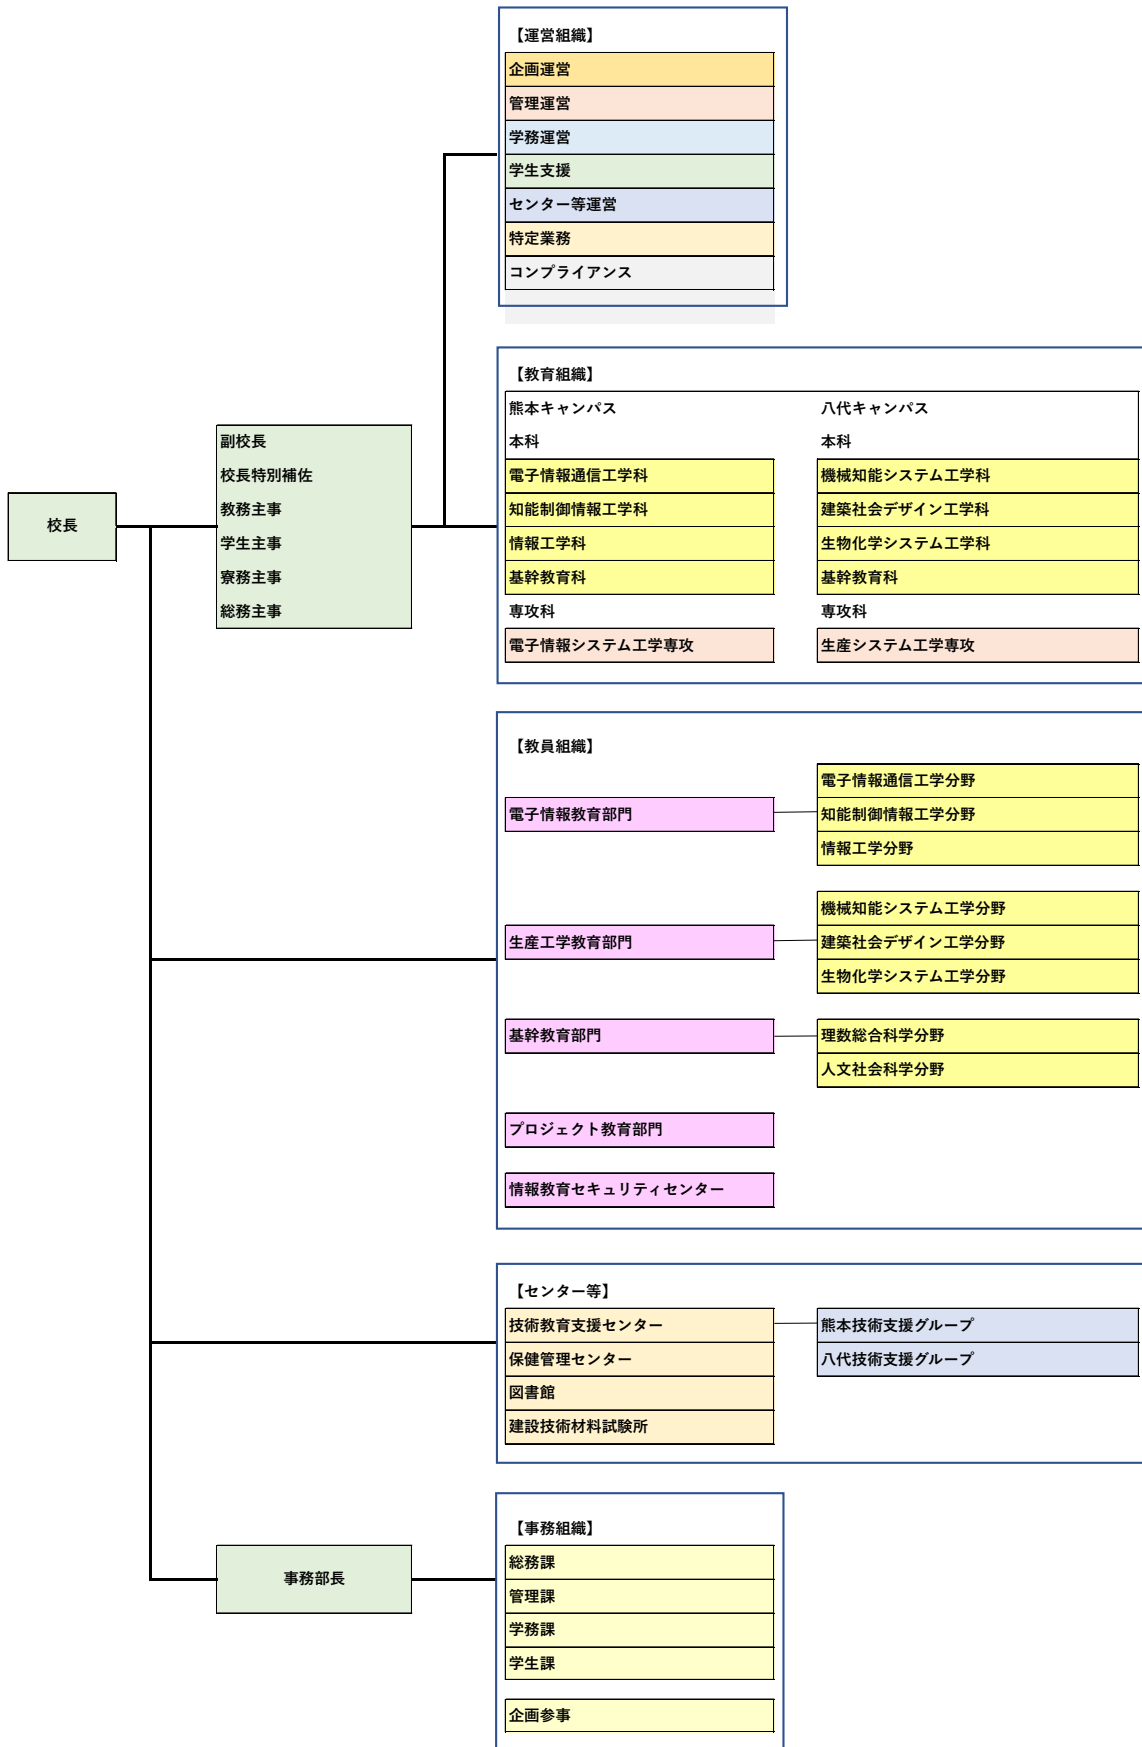 【運営組織】
企画運営
管理運営
学務運営
学生支援
センター等運営
特定業務
コンプライアンス
【教育組織】
熊本キャンパス 八代キャンパス
本科 本科
電子情報通信工学科 機械知能システム工学科
知能制御情報工学科 建築社会デザイン工学科
情報工学科 生物化学システム工学科
基幹教育科 基幹教育科
専攻科 専攻科
電子情報システム工学専攻 生産システム工学専攻
副校長
校長特別補佐
教務主事
学生主事
寮務主事
総務主事
校長
【教員組織】
電子情報教育部門
電子情報通信工学分野
知能制御情報工学分野
情報工学分野
生産工学教育部門
機械知能システム工学分野
建築社会デザイン工学分野
生物化学システム工学分野
基幹教育部門
理数総合科学分野
人文社会科学分野
プロジェクト教育部門
情報教育セキュリティセンター
【センター等】
技術教育支援センター 熊本技術支援グループ
保健管理センター 八代技術支援グループ
図書館
建設技術材料試験所
事務部長
【事務組織】
総務課
管理課
学務課
学生課
企画参事